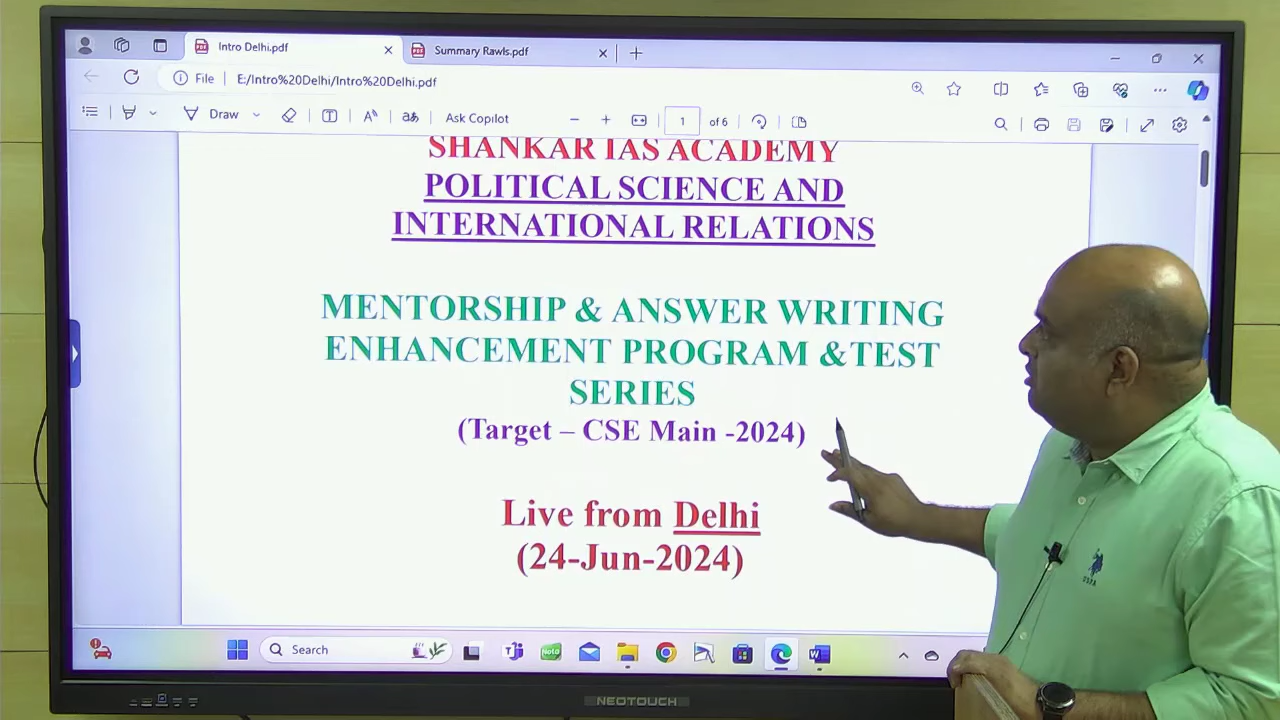 Intro Delhi.pdf
Summary Rawls.pdf
File
E:/Intro%20Delhi/Intro%20Delhi.pdf
Draw
Ask Copilot
1
of 6
SHANKAR IAS ACADEMY
POLITICAL SCIENCE AND
INTERNATIONAL RELATIONS
MENTORSHIP & ANSWER WRITING
ENHANCEMENT PROGRAM &TEST
SERIES
(Target – CSE Main -2024)
Live from Delhi
(24-Jun-2024)
Search
NEOTOUCH
USPA